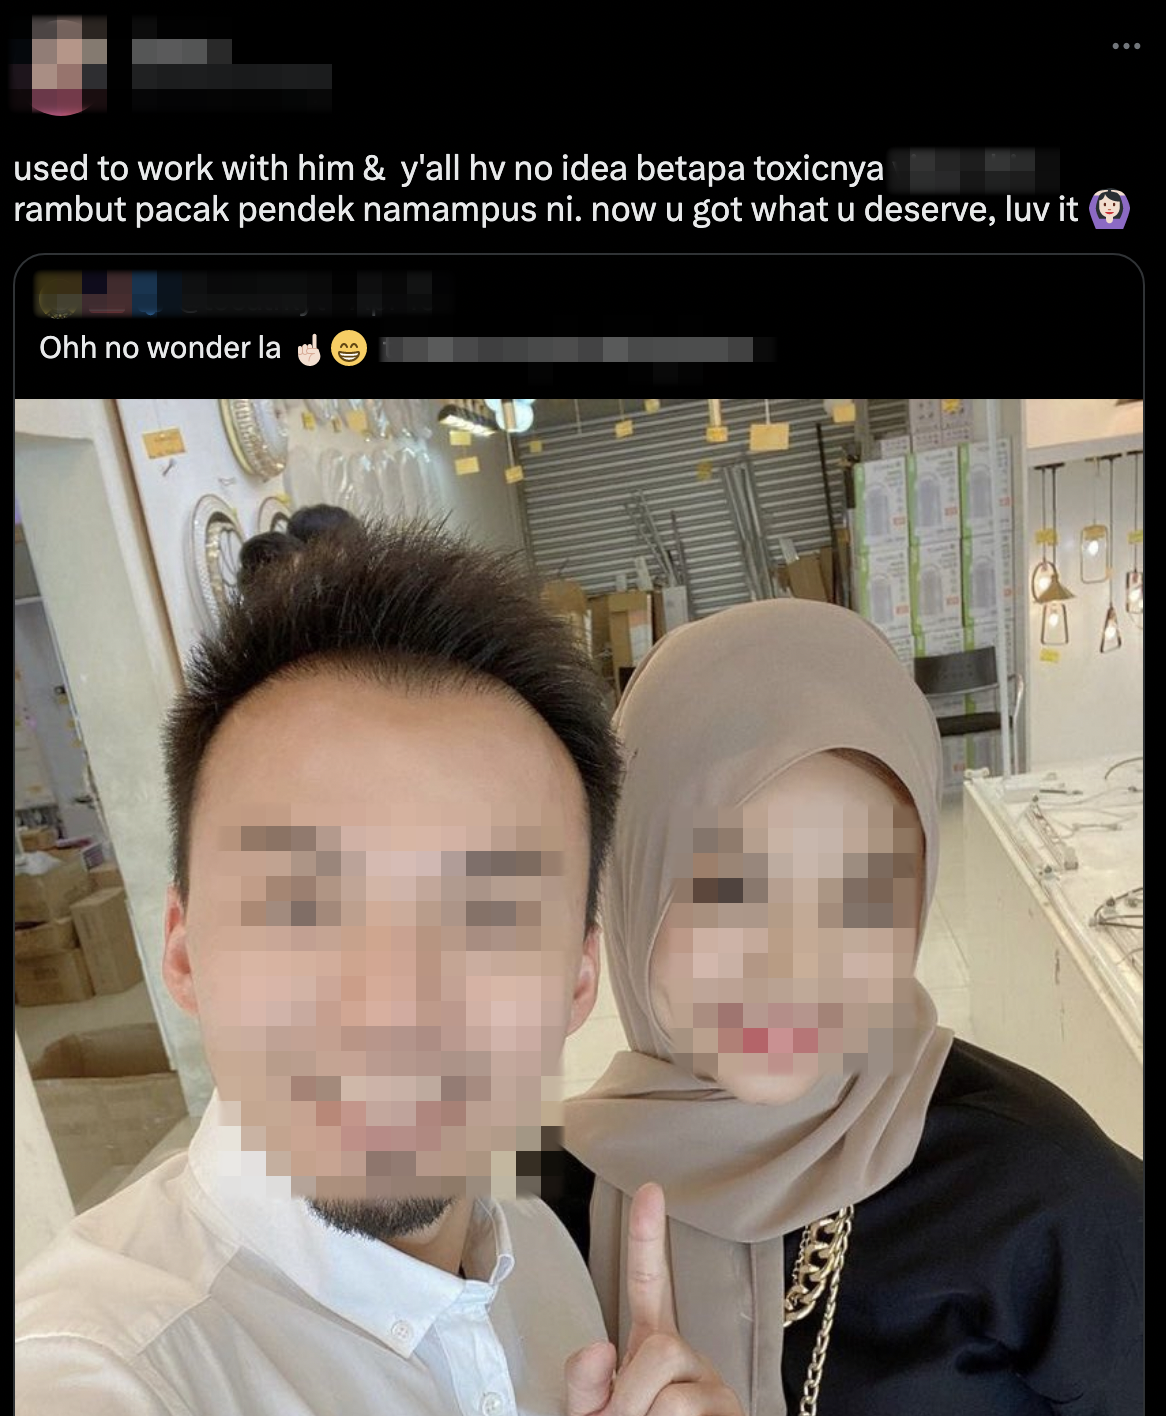 used to work with him & y'all hv no idea betapa toxicnya
rambut pacak pendek namampus ni. now u got what u deserve, luv it 🙆🏻‍♀️
Ohh no wonder la ☝🏻😁